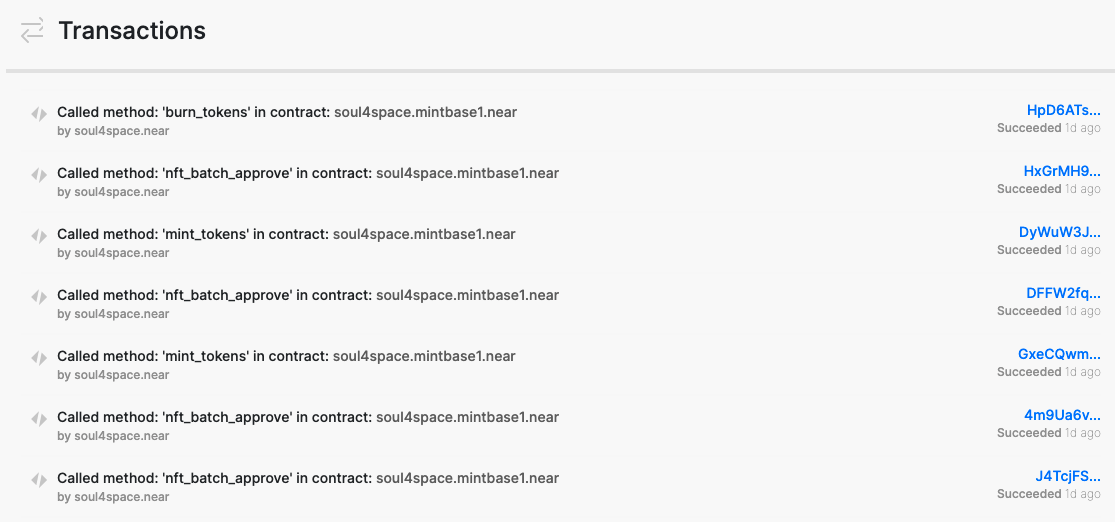 Transactions
Called method: 'burn_tokens' in contract: soul4space.mintbase1.near HpD6ATs...
by soul4space.near Succeeded 1d ago
Called method: 'nft_batch_approve' in contract: soul4space.mintbase1.near HxGrMH9...
by soul4space.near Succeeded 1d ago
Called method: 'mint_tokens' in contract: soul4space.mintbase1.near DyWuW3J...
by soul4space.near Succeeded 1d ago
Called method: 'nft_batch_approve' in contract: soul4space.mintbase1.near DFFW2fq...
by soul4space.near Succeeded 1d ago
Called method: 'mint_tokens' in contract: soul4space.mintbase1.near GxeCQwm...
by soul4space.near Succeeded 1d ago
Called method: 'nft_batch_approve' in contract: soul4space.mintbase1.near 4m9Ua6v...
by soul4space.near Succeeded 1d ago
Called method: 'nft_batch_approve' in contract: soul4space.mintbase1.near J4TcjFS...
by soul4space.near Succeeded 1d ago